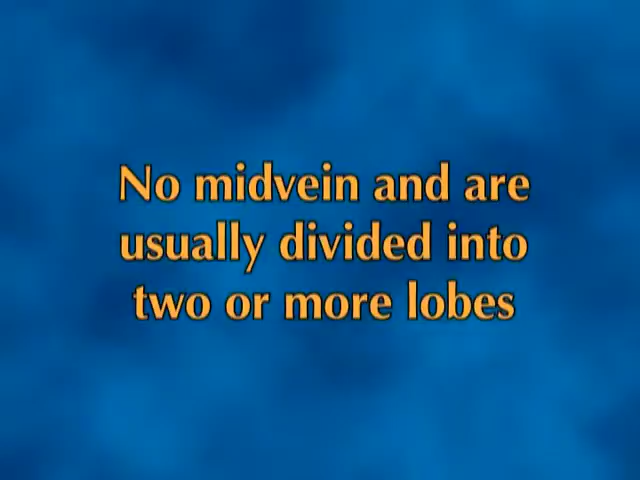 No midvein and are
usually divided into
two or more lobes